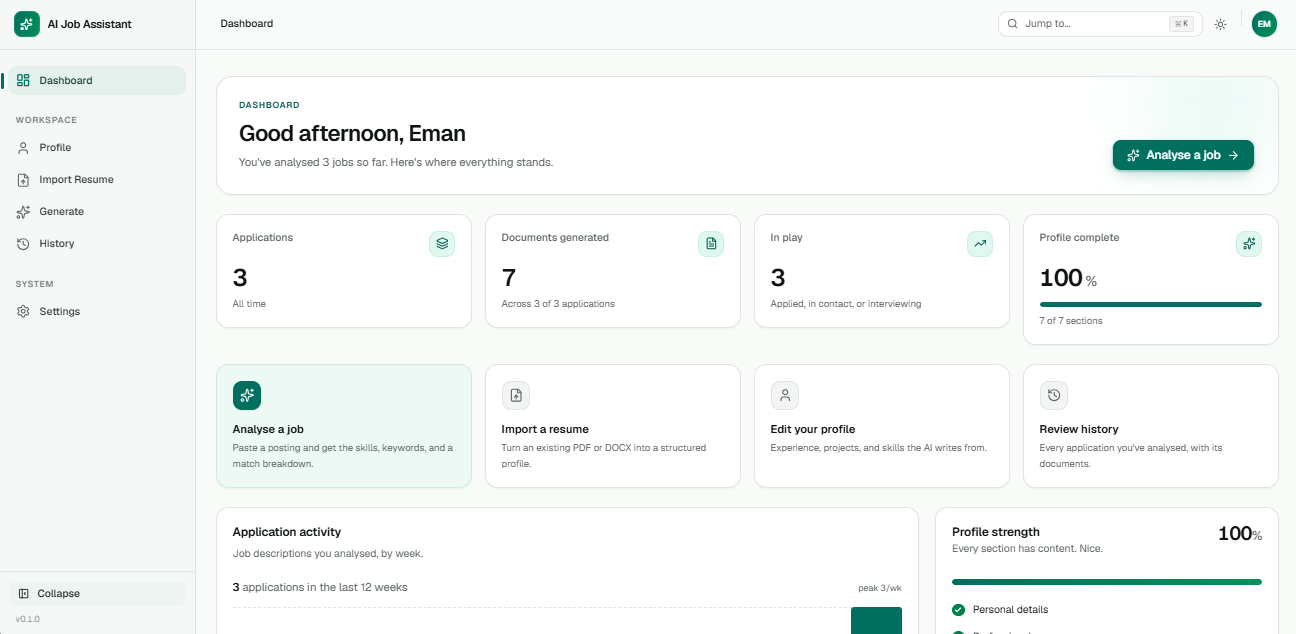 AI Job Assistant
Dashboard
Jump to...
⌘K
EM
Dashboard
WORKSPACE
Profile
Import Resume
Generate
History
SYSTEM
Settings
Collapse
v0.1.0
DASHBOARD
Good afternoon, Eman
You've analysed 3 jobs so far. Here's where everything stands.
Analyse a job
Applications
3
All time
Documents generated
7
Across 3 of 3 applications
In play
3
Applied, in contact, or interviewing
Profile complete
100%
7 of 7 sections
Analyse a job
Paste a posting and get the skills, keywords, and a
match breakdown.
Import a resume
Turn an existing PDF or DOCX into a structured
profile.
Edit your profile
Experience, projects, and skills the AI writes from.
Review history
Every application you've analysed, with its
documents.
Application activity
Job descriptions you analysed, by week.
3 applications in the last 12 weeks
peak 3/wk
Profile strength
100%
Every section has content. Nice.
Personal details